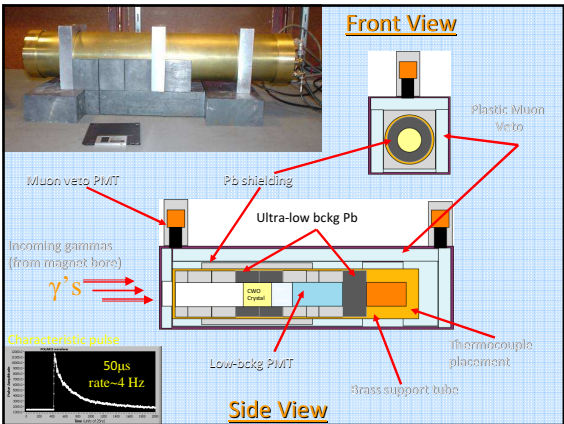 Front View
Plastic Muon
Veto
Muon veto PMT
Pb shielding
Ultra-low bckg Pb
Incoming gammas
(from magnet bore)
γ's
CWO
Crystal
Characteristic pulse
50μs
rate~4 Hz
Low-bckg PMT
Thermocouple
placement
Brass support tube
Side View